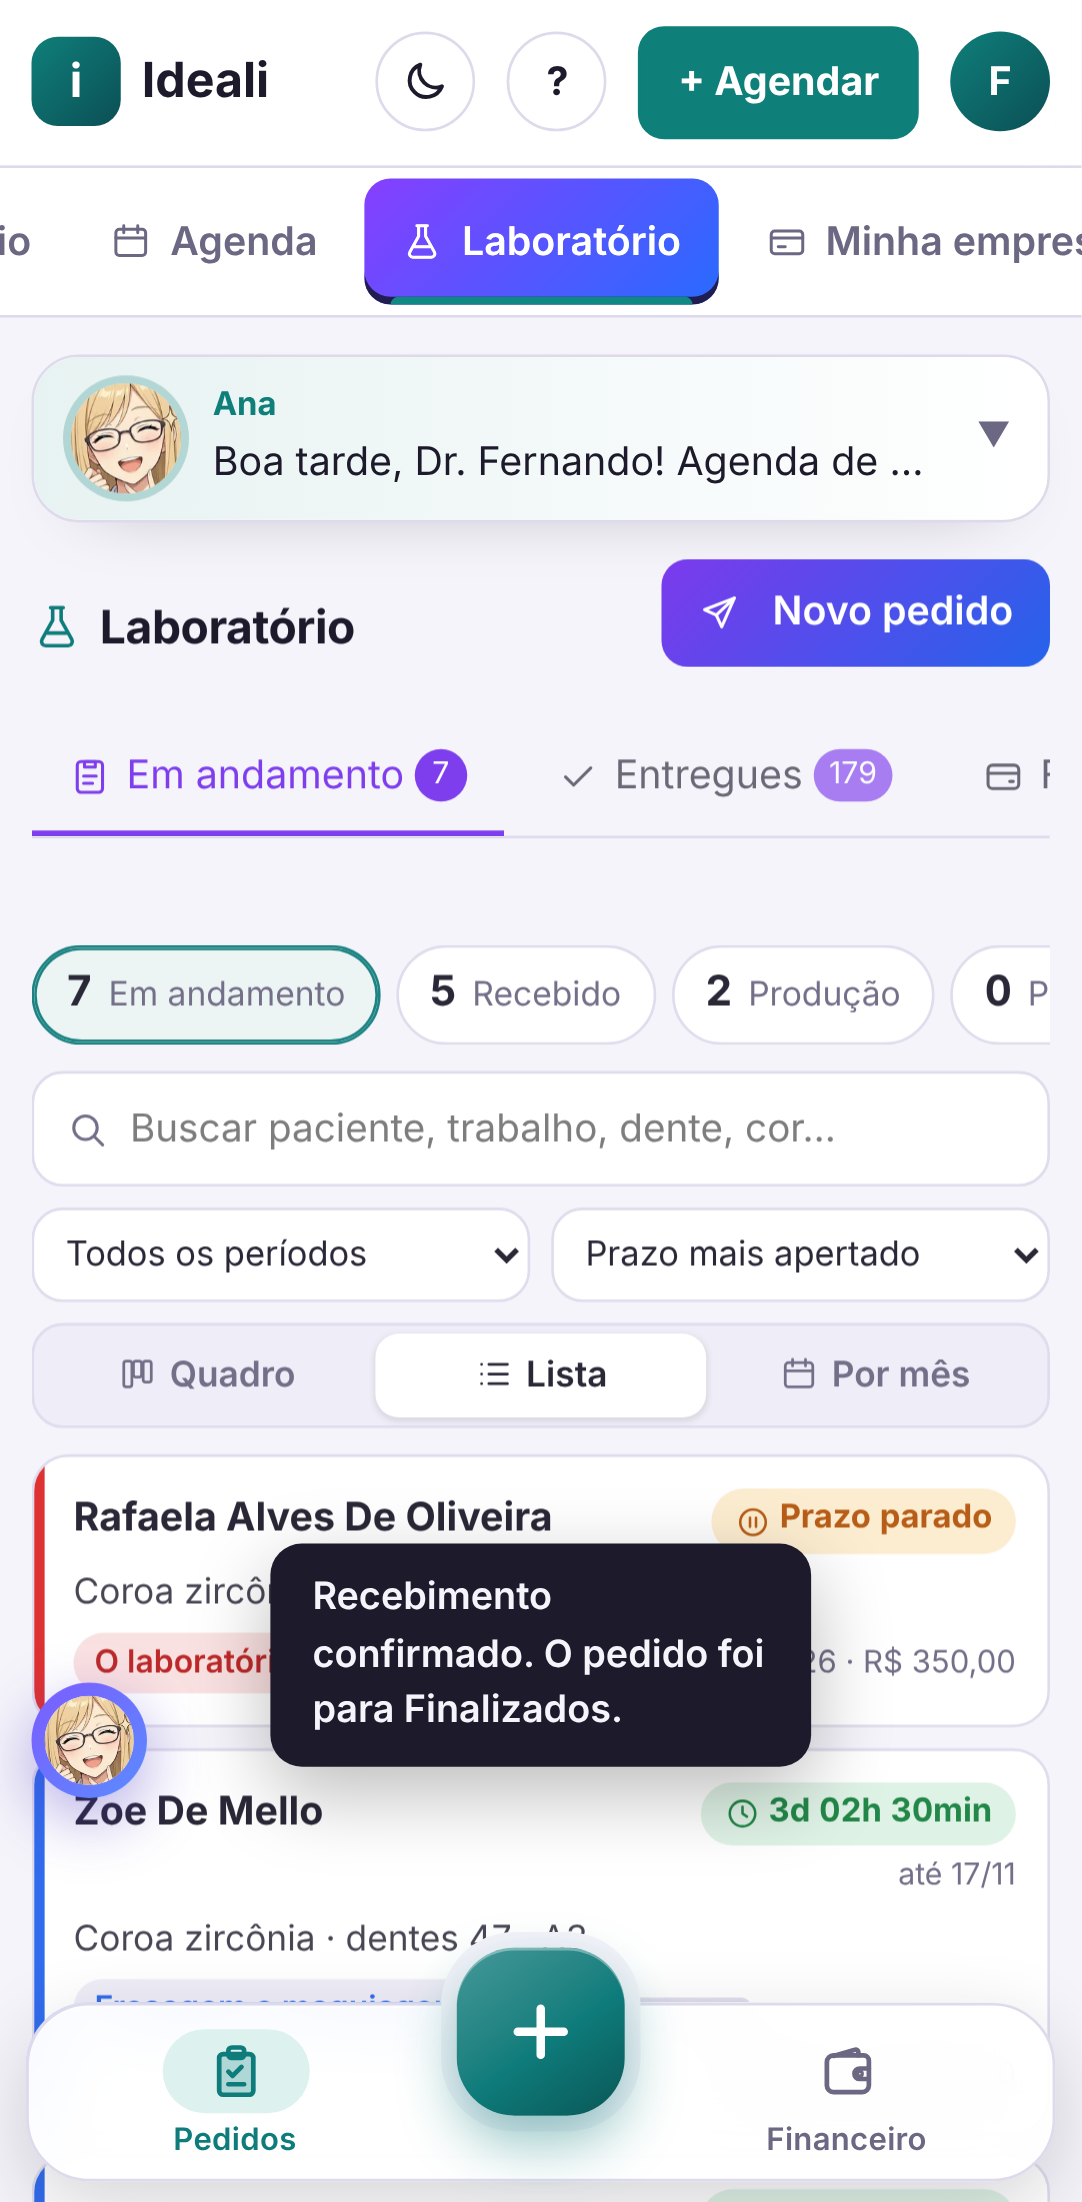 i Ideali ? + Agendar F
io Agenda Laboratório Minha empres
Ana
Boa tarde, Dr. Fernando! Agenda de ...
Laboratório Novo pedido
Em andamento 7 Entregues 179
7 Em andamento 5 Recebido 2 Produção 0 P
Buscar paciente, trabalho, dente, cor...
Todos os períodos Prazo mais apertado
Quadro Lista Por mês
Rafaela Alves De Oliveira Prazo parado
Coroa zircôn
O laboratóri 26 · R$ 350,00
Recebimento
confirmado. O pedido foi
para Finalizados.
Zoe De Mello 3d 02h 30min
até 17/11
Coroa zircônia · dentes 47 · A2
Pedidos Financeiro